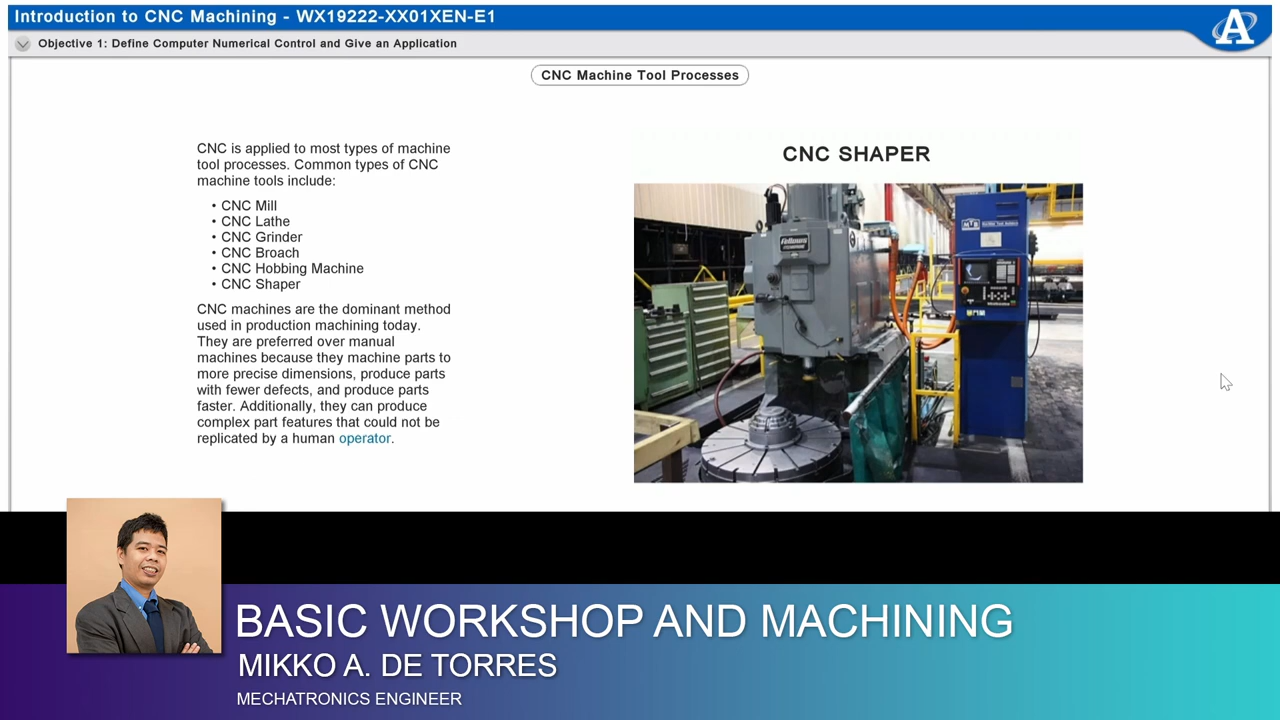 Introduction to CNC Machining - WX19222-XX01XEN-E1
Objective 1: Define Computer Numerical Control and Give an Application
CNC Machine Tool Processes
CNC is applied to most types of machine
tool processes. Common types of CNC
machine tools include:
• CNC Mill
• CNC Lathe
• CNC Grinder
• CNC Broach
• CNC Hobbing Machine
• CNC Shaper
CNC machines are the dominant method
used in production machining today.
They are preferred over manual
machines because they machine parts to
more precise dimensions, produce parts
with fewer defects, and produce parts
faster. Additionally, they can produce
complex part features that could not be
replicated by a human operator.
CNC SHAPER
Fellows
MTB
BASIC WORKSHOP AND MACHINING
MIKKO A. DE TORRES
MECHATRONICS ENGINEER